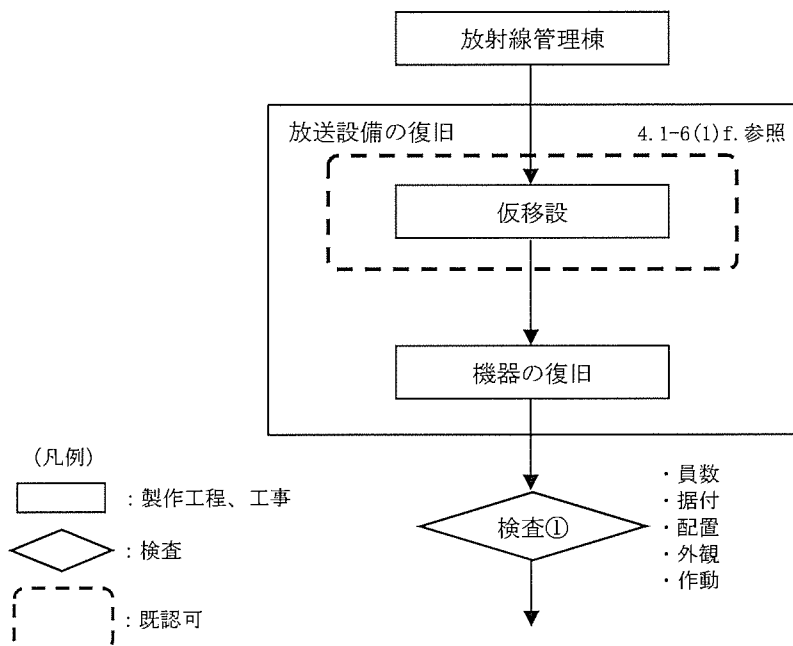 放射線管理棟
放送設備の復旧
4.1-6(1)f.参照
仮移設
機器の復旧
検査①
・員数
・据付
・配置
・外観
・作動
(凡例)
：製作工程、工事
：検査
：既認可